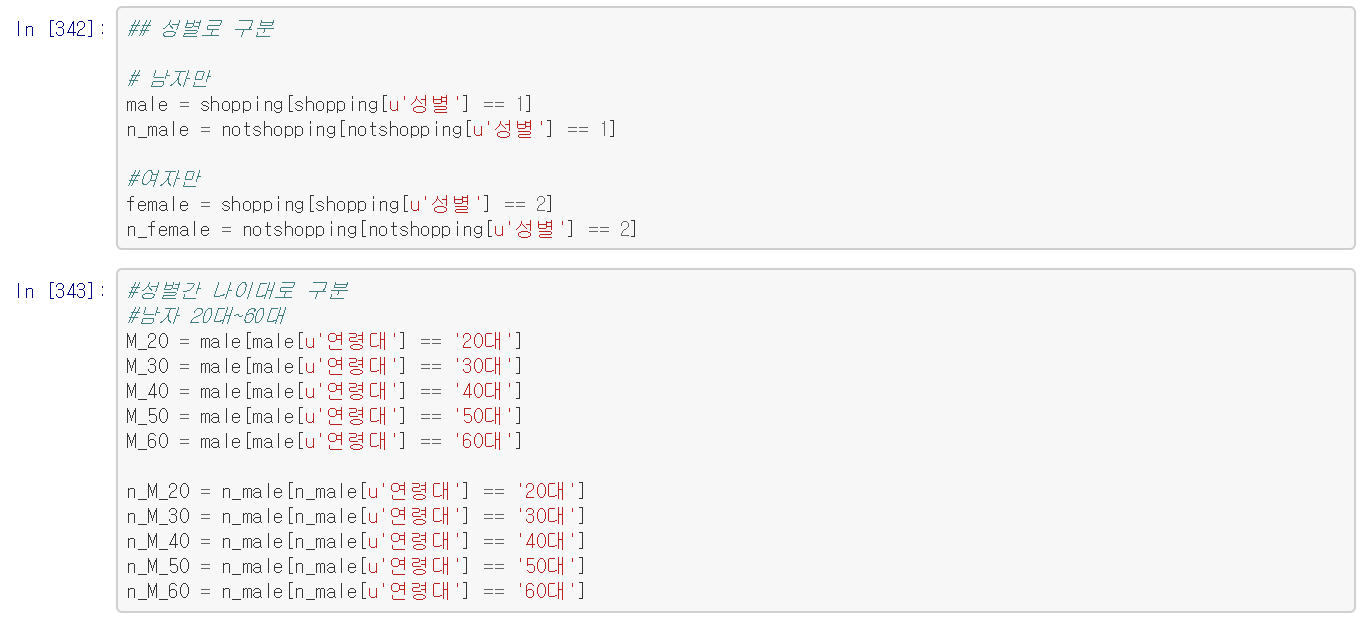 In [342]:
## 성별로 구분
# 남자만
male = shopping[shopping[u'성별'] == 1]
n_male = notshopping[notshopping[u'성별'] == 1]
#여자만
female = shopping[shopping[u'성별'] == 2]
n_female = notshopping[notshopping[u'성별'] == 2]
In [343]:
#성별간 나이대로 구분
#남자 20대~60대
M_20 = male[male[u'연령대'] == '20대']
M_30 = male[male[u'연령대'] == '30대']
M_40 = male[male[u'연령대'] == '40대']
M_50 = male[male[u'연령대'] == '50대']
M_60 = male[male[u'연령대'] == '60대']
n_M_20 = n_male[n_male[u'연령대'] == '20대']
n_M_30 = n_male[n_male[u'연령대'] == '30대']
n_M_40 = n_male[n_male[u'연령대'] == '40대']
n_M_50 = n_male[n_male[u'연령대'] == '50대']
n_M_60 = n_male[n_male[u'연령대'] == '60대']